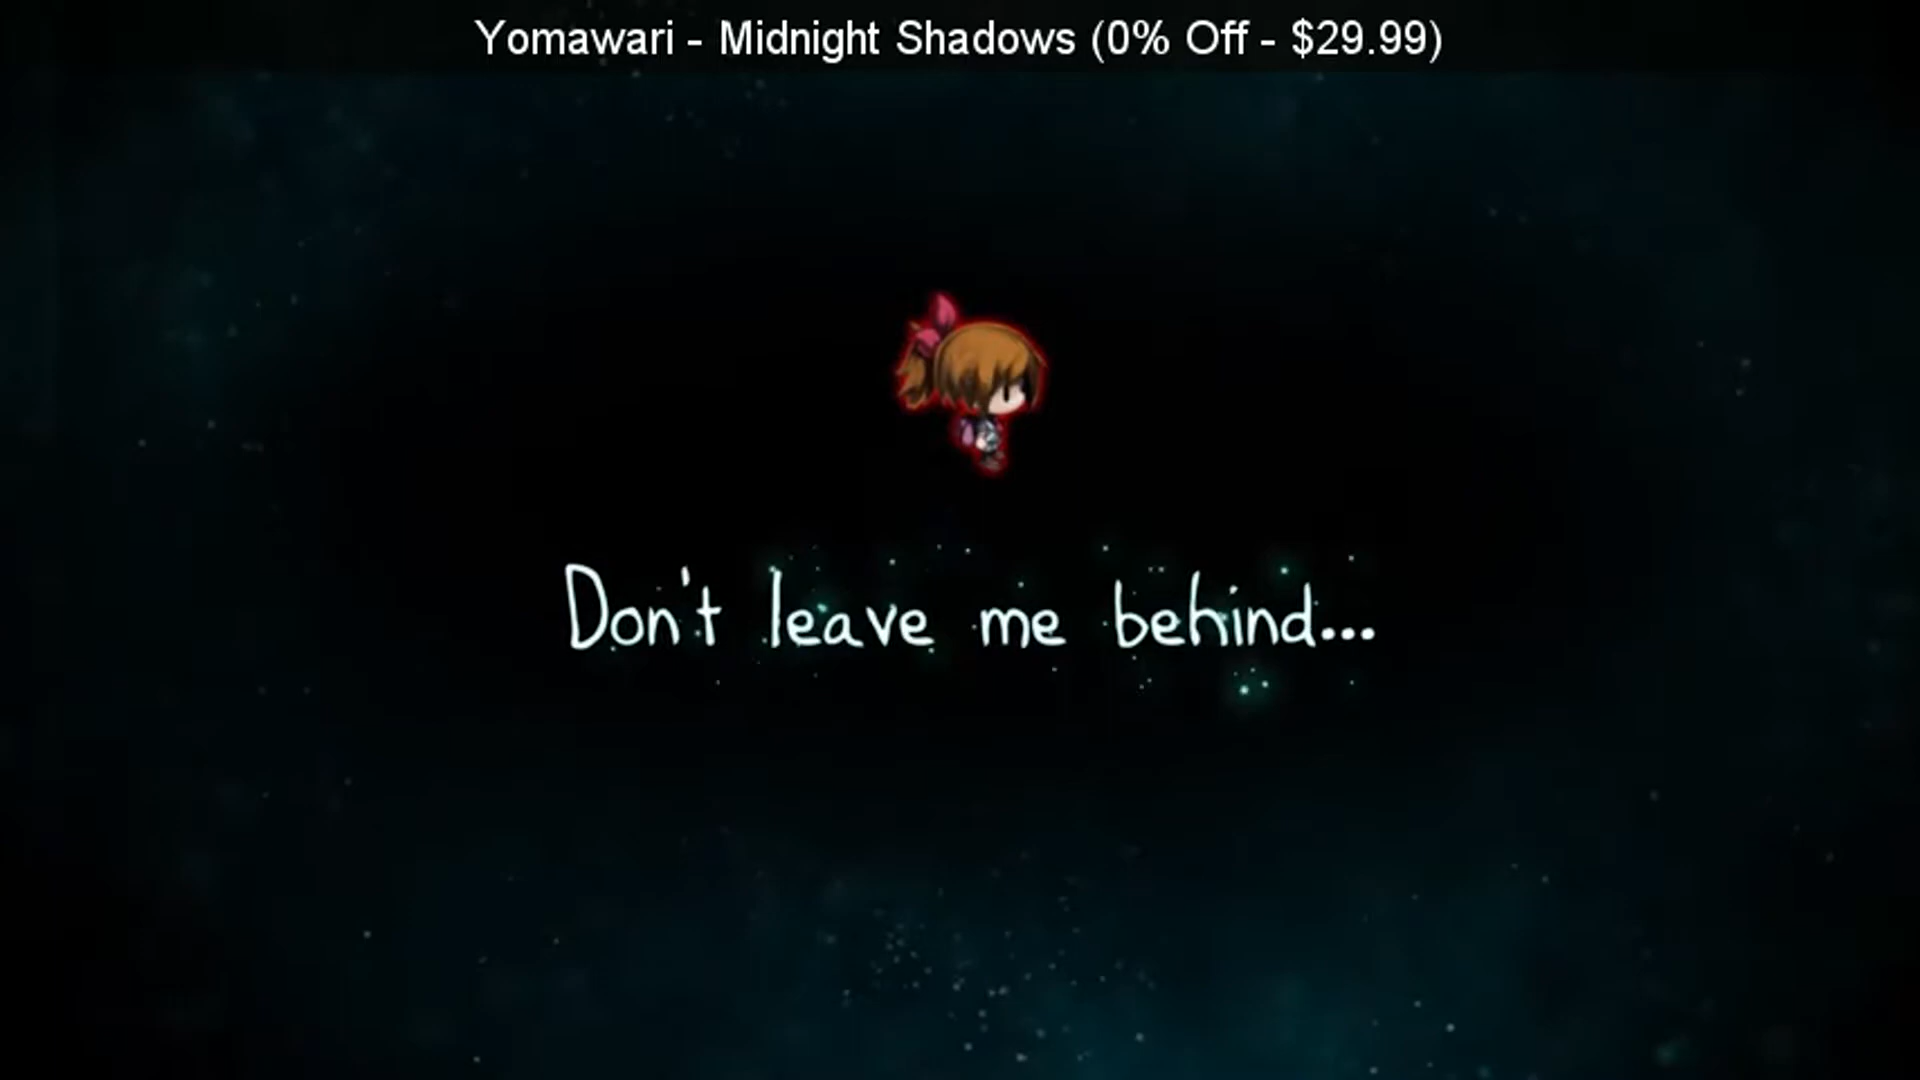 Yomawari - Midnight Shadows (0% Off - $29.99)
Don't leave me behind...